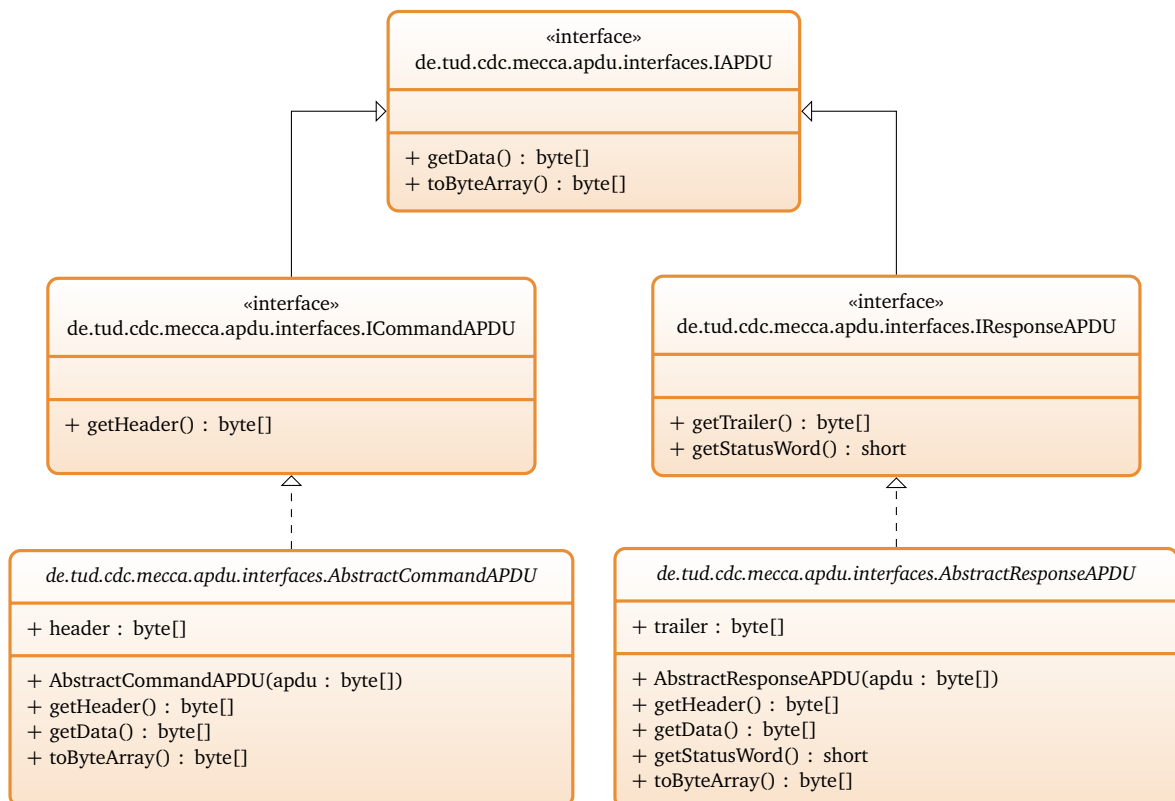 «interface»
de.tud.cdc.mecca.apdu.interfaces.IAPDU
+ getData() : byte[]
+ toByteArray() : byte[]
«interface»
de.tud.cdc.mecca.apdu.interfaces.ICommandAPDU
+ getHeader() : byte[]
«interface»
de.tud.cdc.mecca.apdu.interfaces.IResponseAPDU
+ getTrailer() : byte[]
+ getStatusWord() : short
de.tud.cdc.mecca.apdu.interfaces.AbstractCommandAPDU
+ header : byte[]
+ AbstractCommandAPDU(apdu : byte[])
+ getHeader() : byte[]
+ getData() : byte[]
+ toByteArray() : byte[]
de.tud.cdc.mecca.apdu.interfaces.AbstractResponseAPDU
+ trailer : byte[]
+ AbstractResponseAPDU(apdu : byte[])
+ getHeader() : byte[]
+ getData() : byte[]
+ getStatusWord() : short
+ toByteArray() : byte[]